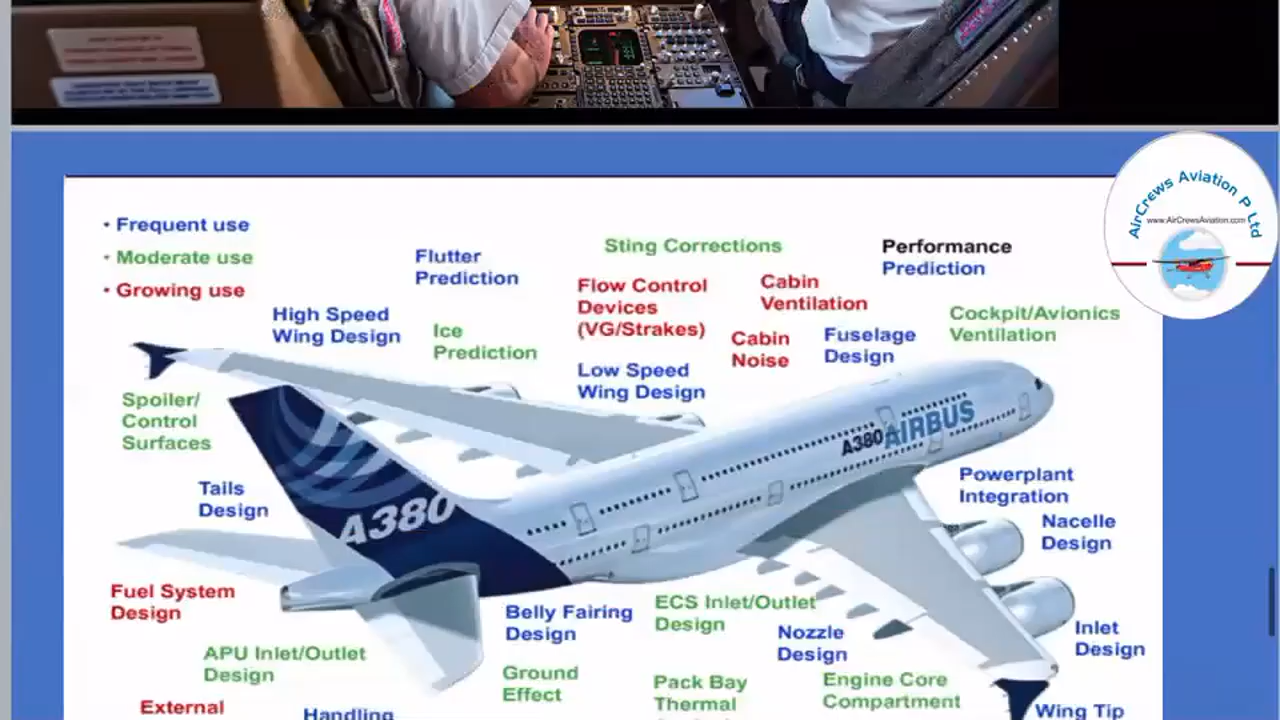 AirCrews Aviation P Ltd
www.AirCrewsAviation.com
• Frequent use
• Moderate use
• Growing use
Flutter
Prediction
Sting Corrections
Performance
Prediction
High Speed
Wing Design
Ice
Prediction
Flow Control
Devices
(VG/Strakes)
Cabin
Ventilation
Cabin
Noise
Fuselage
Design
Cockpit/Avionics
Ventilation
Low Speed
Wing Design
Spoiler/
Control
Surfaces
A380 AIRBUS
Tails
Design
A380
Powerplant
Integration
Nacelle
Design
Fuel System
Design
Belly Fairing
Design
ECS Inlet/Outlet
Design
Nozzle
Design
Inlet
Design
APU Inlet/Outlet
Design
Ground
Effect
Pack Bay
Thermal
Engine Core
Compartment
External
Handling
Wing Tip